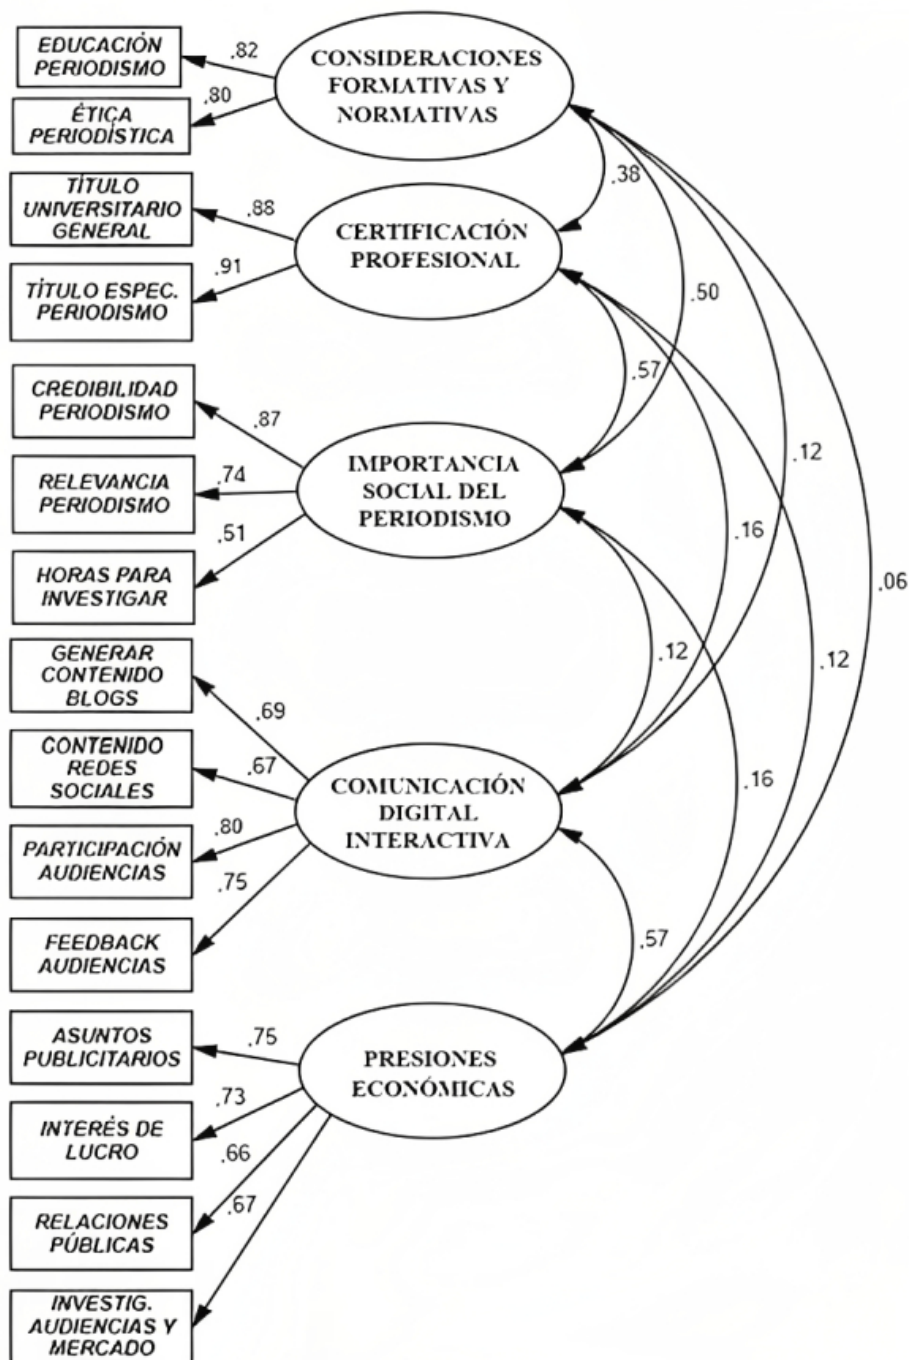 EDUCACIÓN
PERIODISMO
.82
CONSIDERACIONES
FORMATIVAS Y
NORMATIVAS
.80
ÉTICA
PERIODÍSTICA
TÍTULO
UNIVERSITARIO
GENERAL
.88
CERTIFICACIÓN
PROFESIONAL
.38
.91
TÍTULO ESPEC.
PERIODISMO
.50
.57
CREDIBILIDAD
PERIODISMO
.87
IMPORTANCIA
SOCIAL DEL
PERIODISMO
.12
RELEVANCIA
PERIODISMO
.74
.51
.16
HORAS PARA
INVESTIGAR
.06
GENERAR
CONTENIDO
BLOGS
.69
.12
.12
CONTENIDO
REDES
SOCIALES
.67
COMUNICACIÓN
DIGITAL
INTERACTIVA
.16
.80
PARTICIPACIÓN
AUDIENCIAS
.75
FEEDBACK
AUDIENCIAS
.57
ASUNTOS
PUBLICITARIOS
.75
PRESIONES
ECONÓMICAS
.73
INTERÉS DE
LUCRO
.66
RELACIONES
PÚBLICAS
.67
INVESTIG.
AUDIENCIAS Y
MERCADO